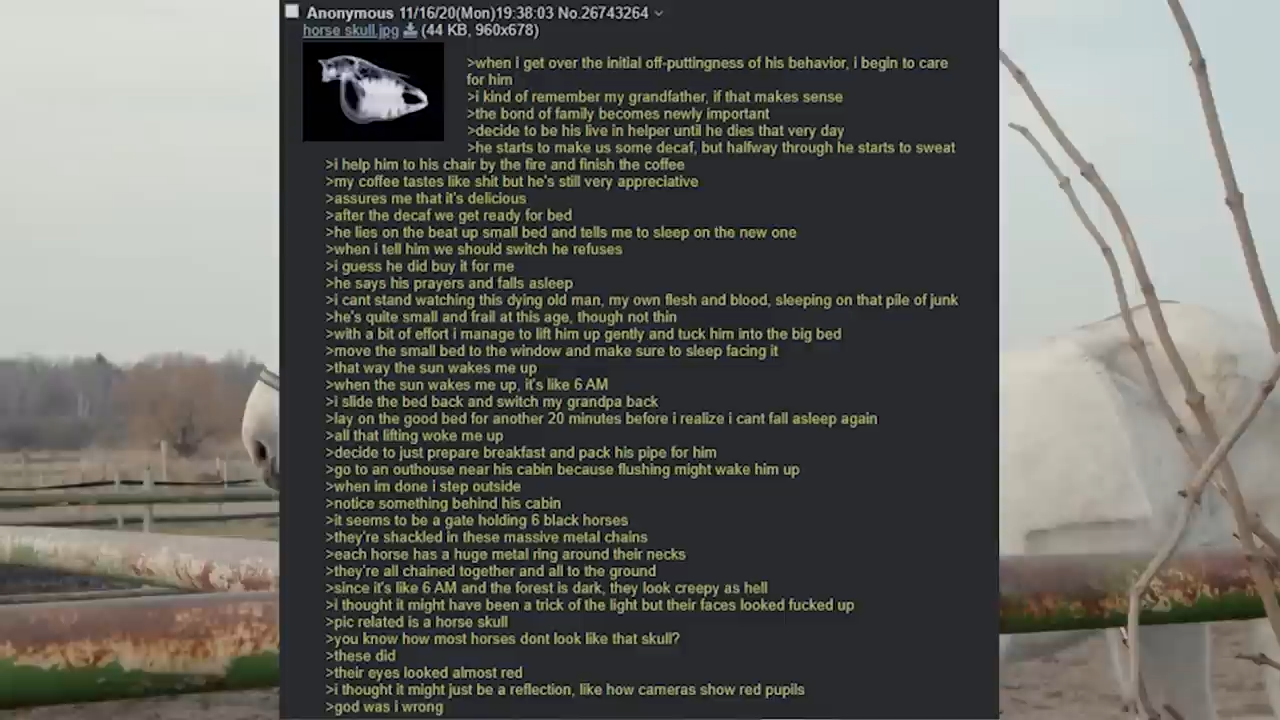 Anonymous 11/16/20(Mon)19:38:03 No.26743264
horse skull.jpg (44 KB, 960x678)
>when i get over the initial off-puttingness of his behavior, i begin to care
for him
>i kind of remember my grandfather, if that makes sense
>the bond of family becomes newly important
>decide to be his live in helper until he dies that very day
>he starts to make us some decaf, but halfway through he starts to sweat
>i help him to his chair by the fire and finish the coffee
>my coffee tastes like shit but he's still very appreciative
>assures me that it's delicious
>after the decaf we get ready for bed
>he lies on the beat up small bed and tells me to sleep on the new one
>when i tell him we should switch he refuses
>i guess he did buy it for me
>he says his prayers and falls asleep
>i cant stand watching this dying old man, my own flesh and blood, sleeping on that pile of junk
>he's quite small and frail at this age, though not thin
>with a bit of effort i manage to lift him up gently and tuck him into the big bed
>move the small bed to the window and make sure to sleep facing it
>that way the sun wakes me up
>when the sun wakes me up, it's like 6 AM
>i slide the bed back and switch my grandpa back
>lay on the good bed for another 20 minutes before i realize i cant fall asleep again
>all that lifting woke me up
>decide to just prepare breakfast and pack his pipe for him
>go to an outhouse near his cabin because flushing might wake him up
>when im done i step outside
>notice something behind his cabin
>it seems to be a gate holding 6 black horses
>they're shackled in these massive metal chains
>each horse has a huge metal ring around their necks
>they're all chained together and all to the ground
>since it's like 6 AM and the forest is dark, they look creepy as hell
>i thought it might have been a trick of the light but their faces looked fucked up
>pic related is a horse skull
>you know how most horses dont look like that skull?
>these did
>their eyes looked almost red
>i thought it might just be a reflection, like how cameras show red pupils
>god was i wrong